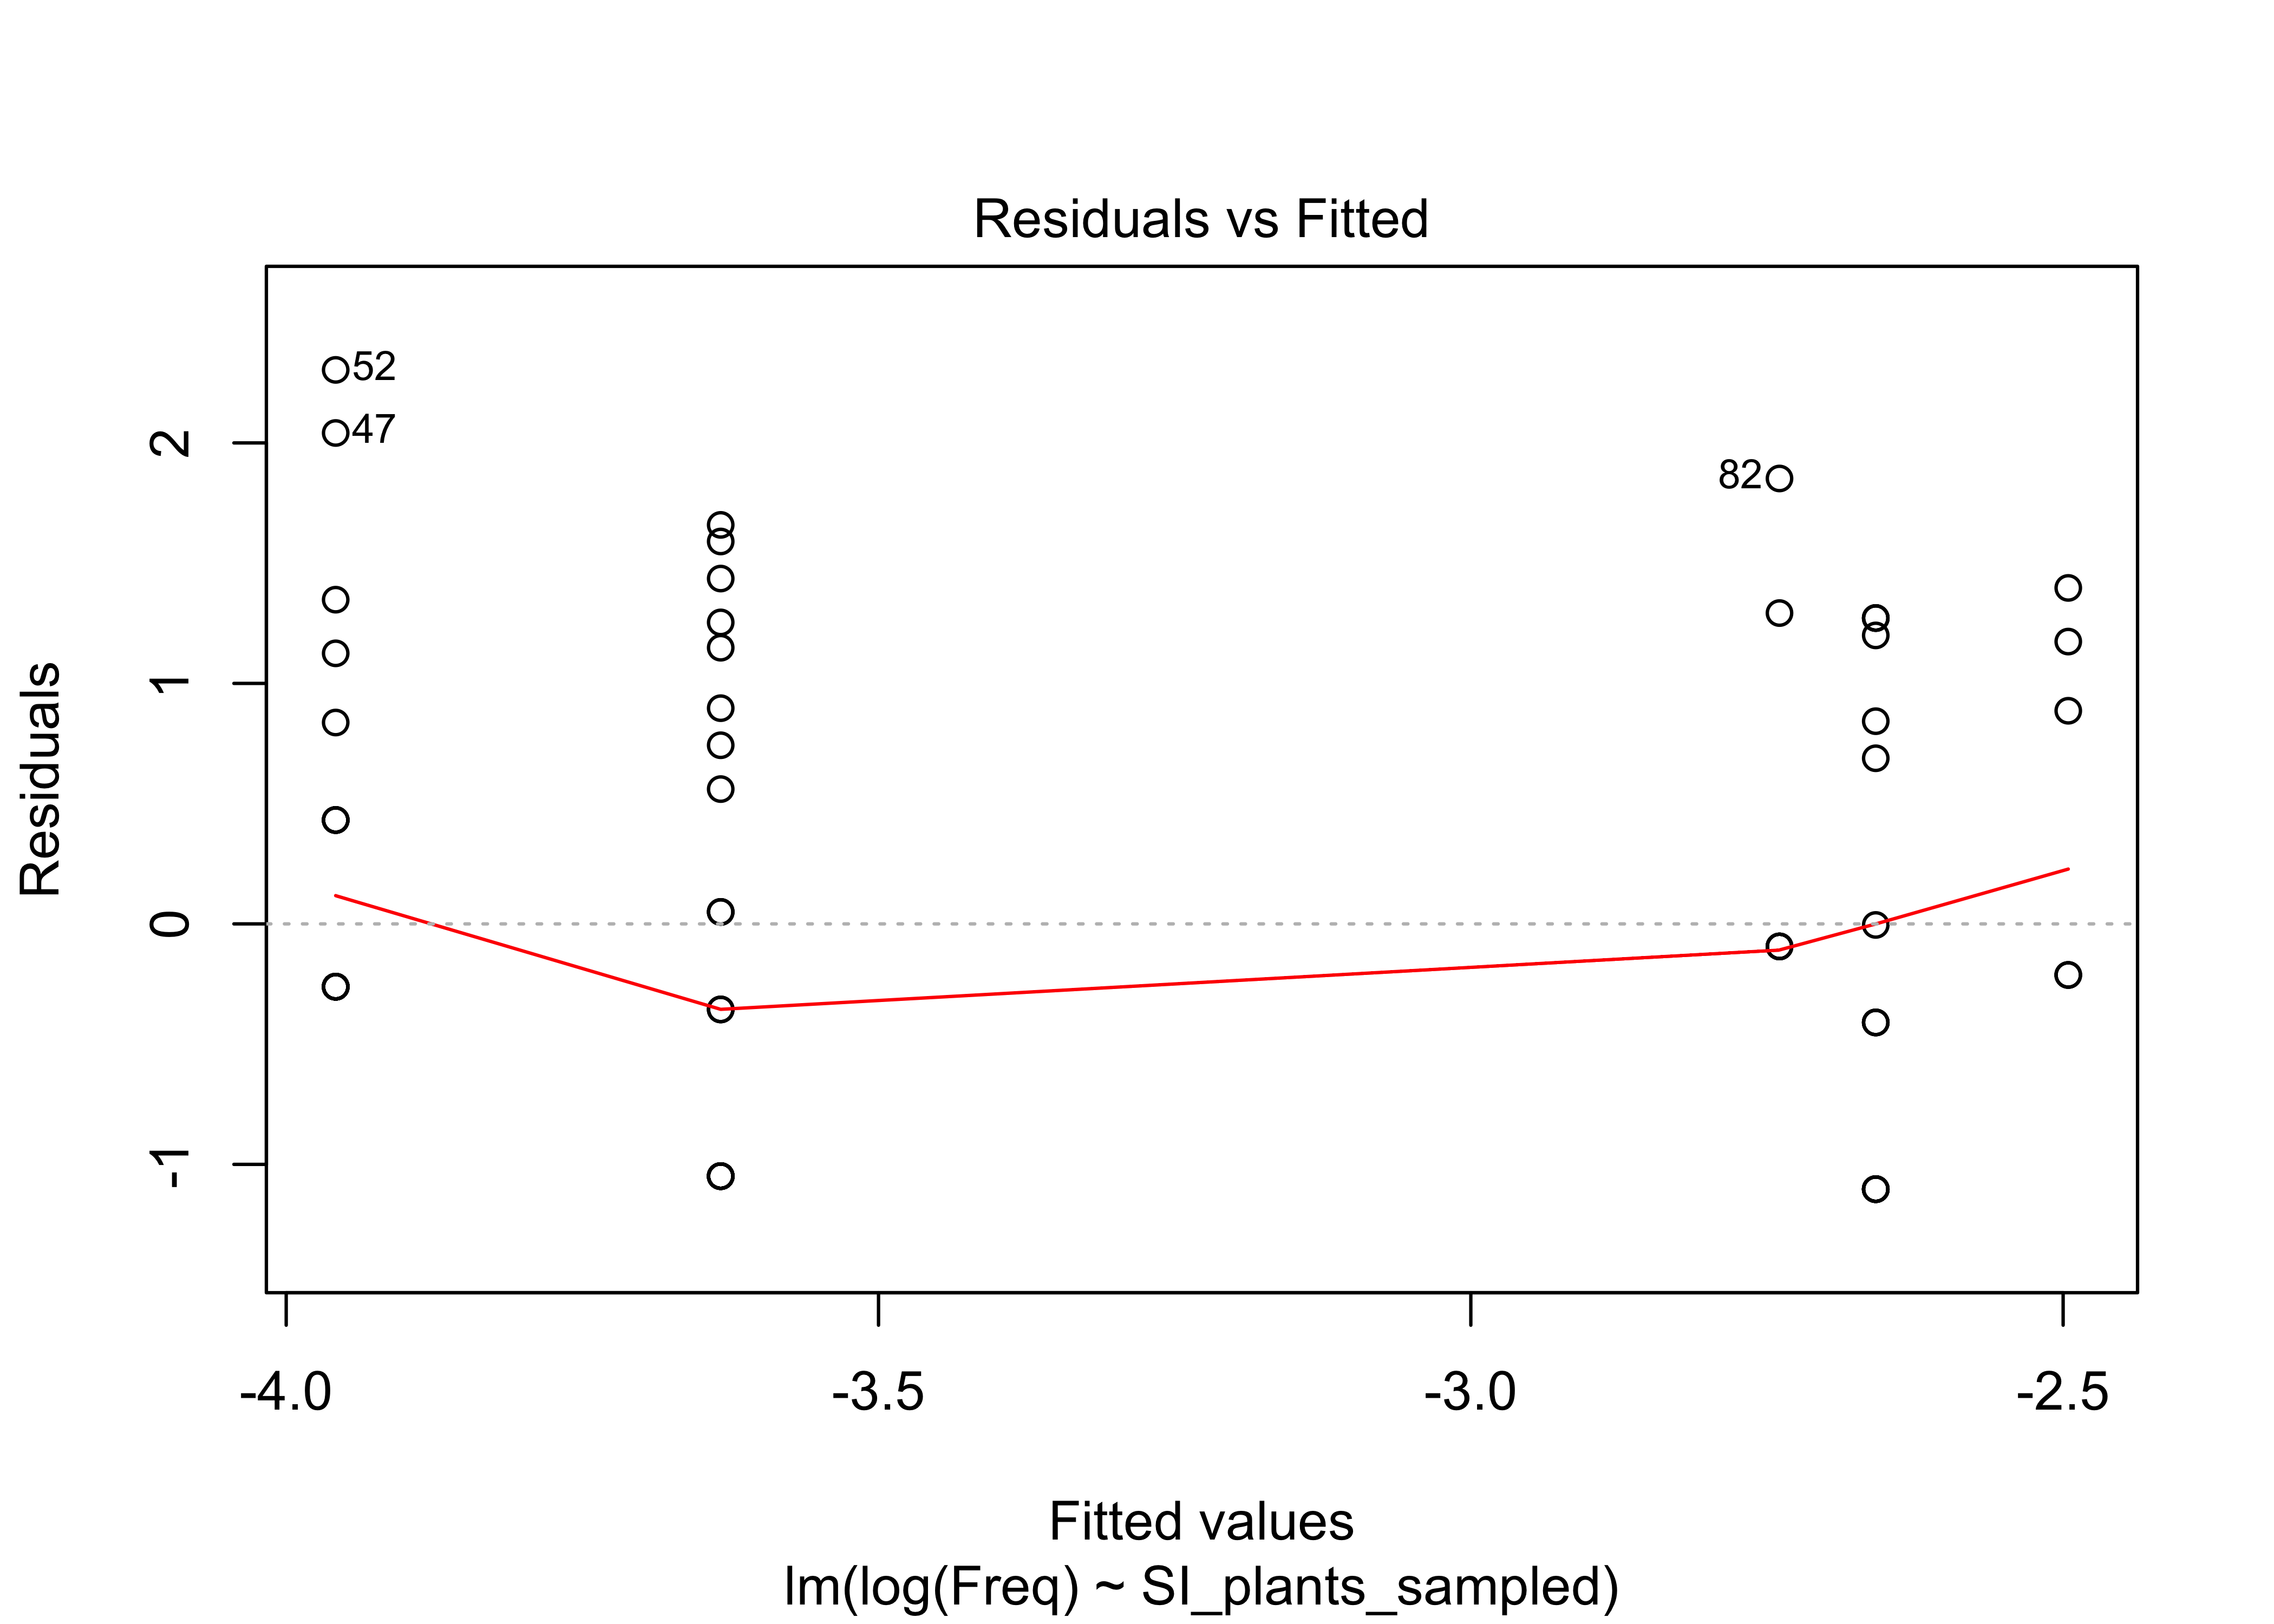 Residuals vs Fitted
52
47
82
Residuals
2
1
0
-1
-4.0
-3.5
-3.0
-2.5
Fitted values
lm(log(Freq) ~ SI_plants_sampled)